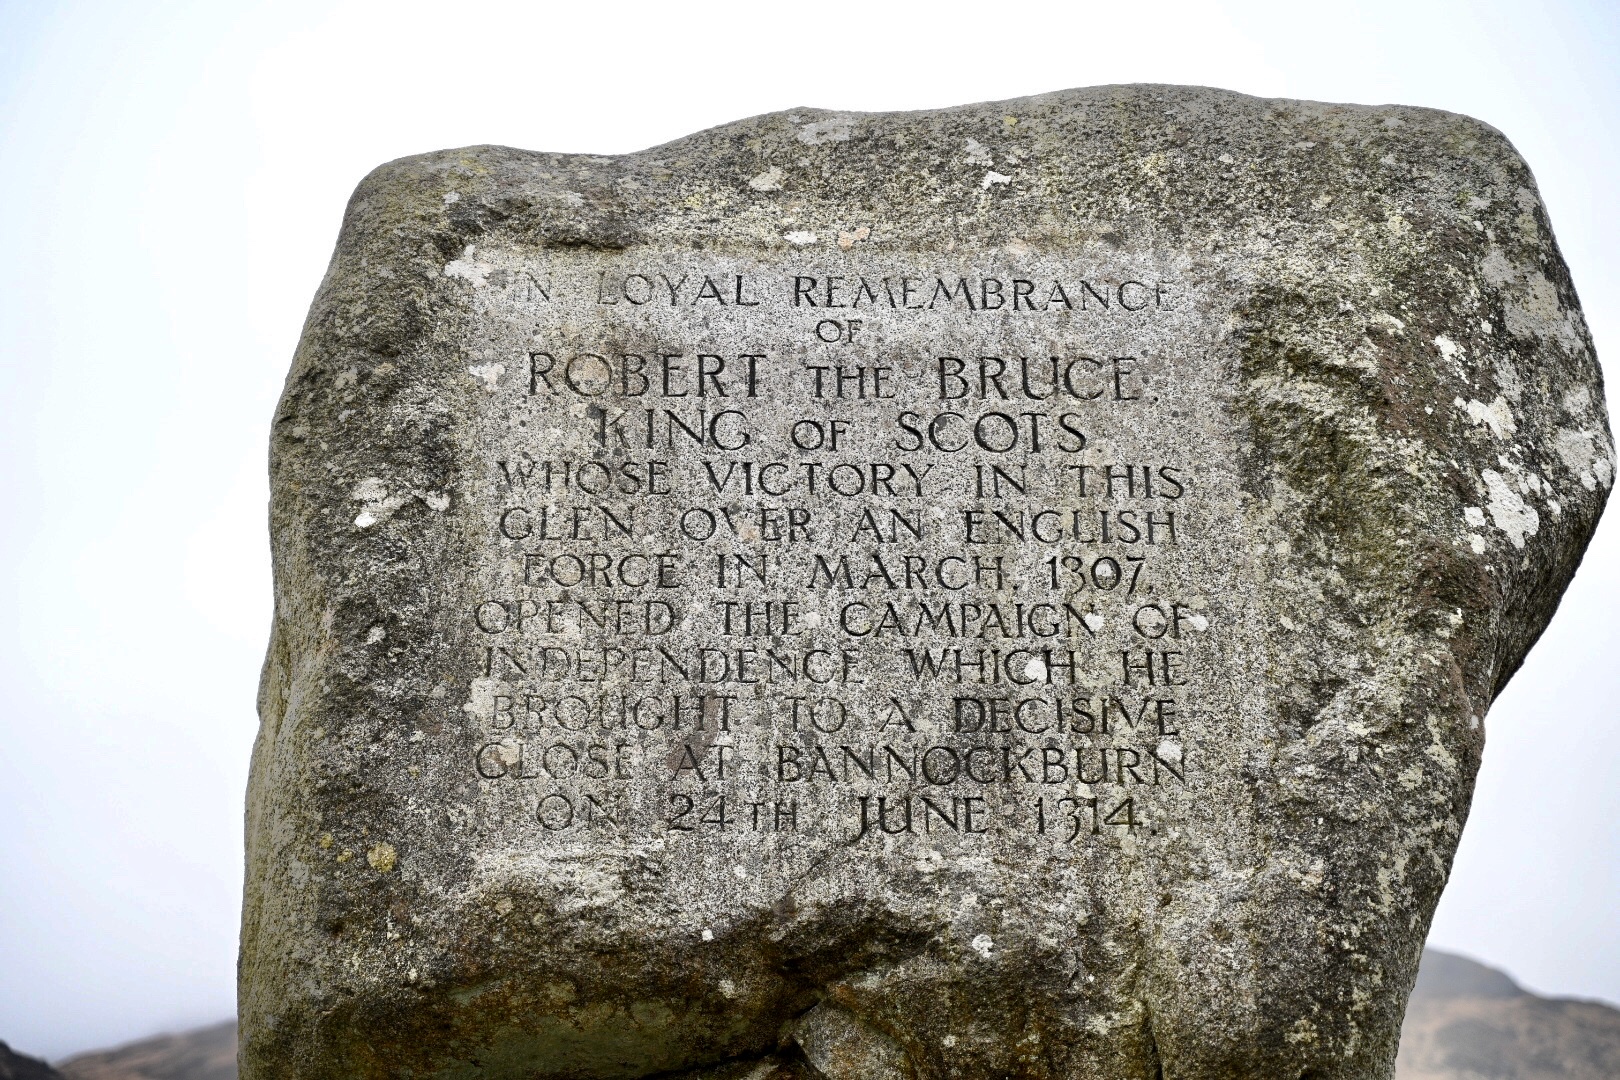 IN LOYAL REMEMBRANCE
OF
ROBERT THE BRUCE,
KING OF SCOTS
WHOSE VICTORY IN THIS
GLEN OVER AN ENGLISH
FORCE IN MARCH, 1307,
OPENED THE CAMPAIGN OF
INDEPENDENCE WHICH HE
BROUGHT TO A DECISIVE
CLOSE AT BANNOCKBURN
ON 24TH JUNE 1314.